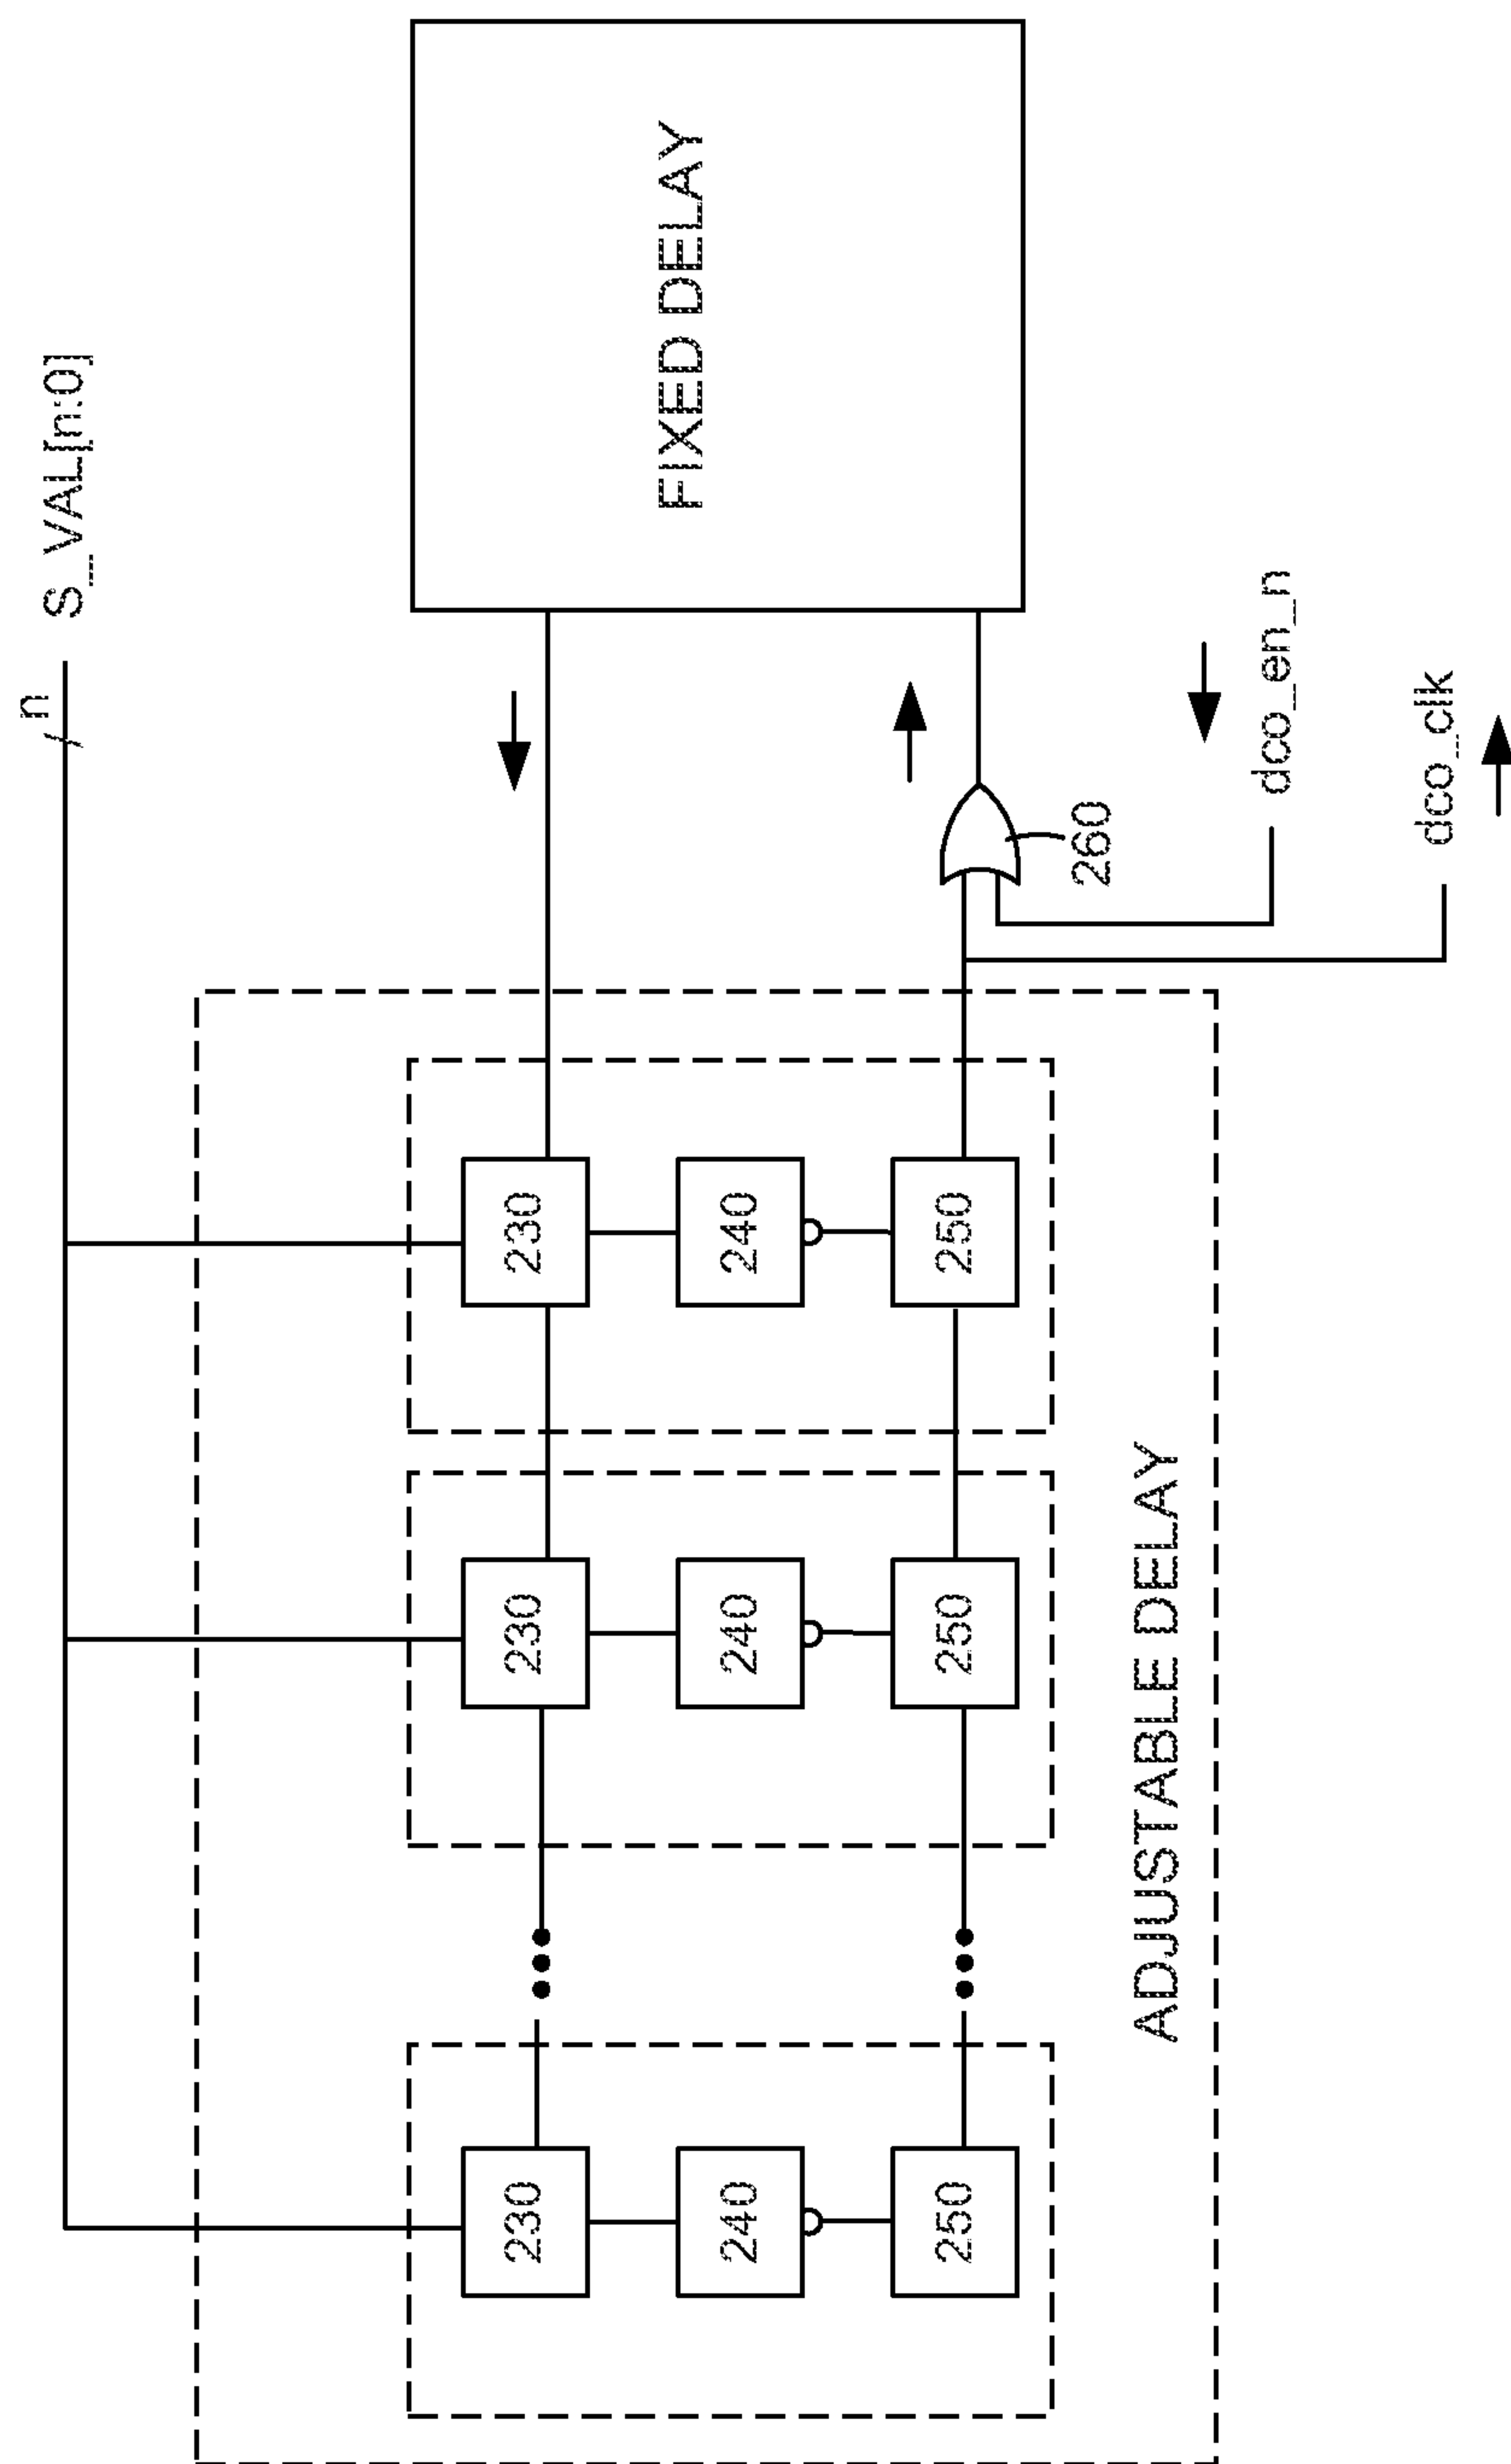 S_VAL[n:0]
n
FIXED DELAY
230
230
230
240
240
240
250
250
250
260
ADJUSTABLE DELAY
dco_en_n
dco_clk